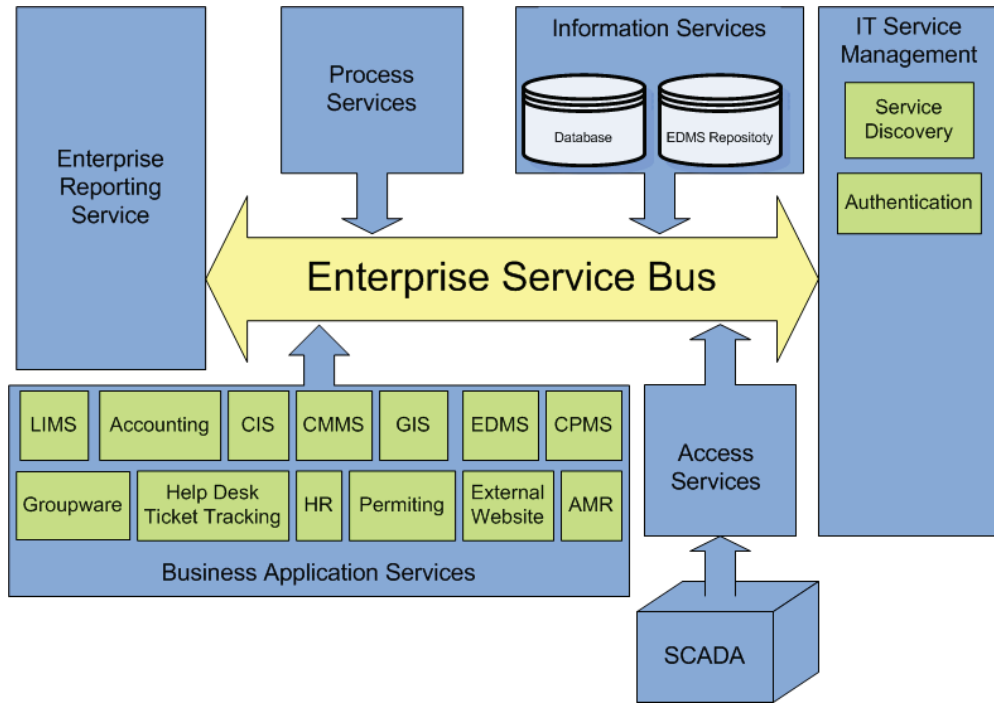 Enterprise
Reporting
Service
Process
Services
Information Services
Database
EDMS Repositoty
IT Service
Management
Service
Discovery
Authentication
Enterprise Service Bus
LIMS
Accounting
CIS
CMMS
GIS
EDMS
CPMS
Groupware
Help Desk
Ticket Tracking
HR
Permiting
External
Website
AMR
Business Application Services
Access
Services
SCADA